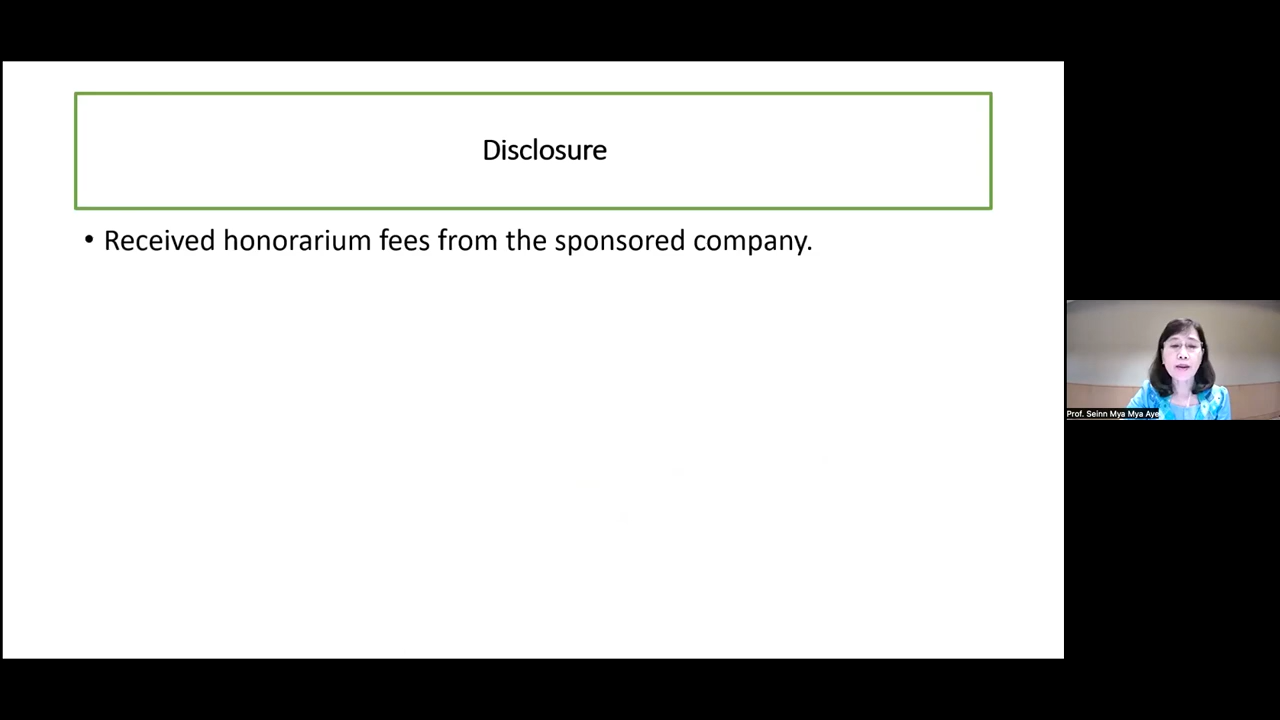 Disclosure
• Received honorarium fees from the sponsored company.
Prof. Seinn Mya Mya Aye